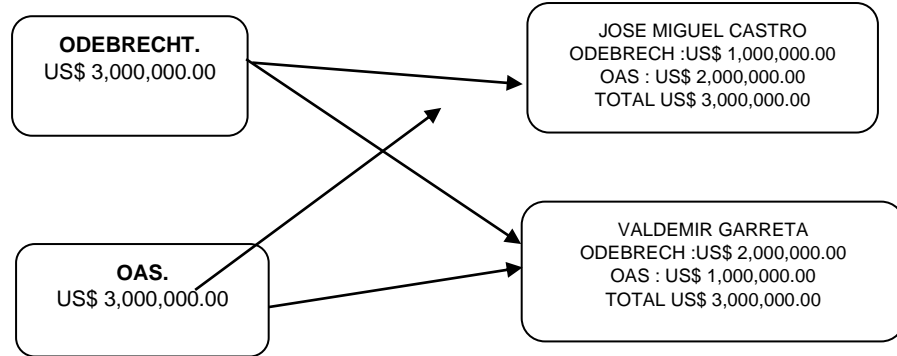 ODEBRECHT.
US$ 3,000,000.00
JOSE MIGUEL CASTRO
ODEBRECH :US$ 1,000,000.00
OAS : US$ 2,000,000.00
TOTAL US$ 3,000,000.00
OAS.
US$ 3,000,000.00
VALDEMIR GARRETA
ODEBRECH :US$ 2,000,000.00
OAS : US$ 1,000,000.00
TOTAL US$ 3,000,000.00